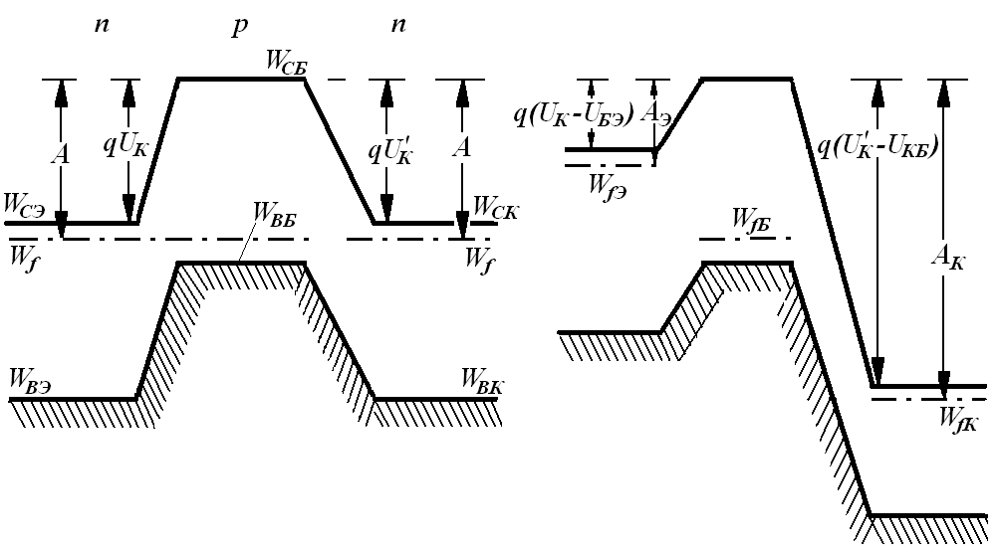 n p n
W_СБ
A qU_К qU'_К A
q(U_К-U_БЭ) A_Э q(U'_К-U_КБ)
W_СЭ W_СК
W_fЭ
W_ВБ W_fБ
W_f W_f A_К
W_ВЭ W_ВК
W_fК